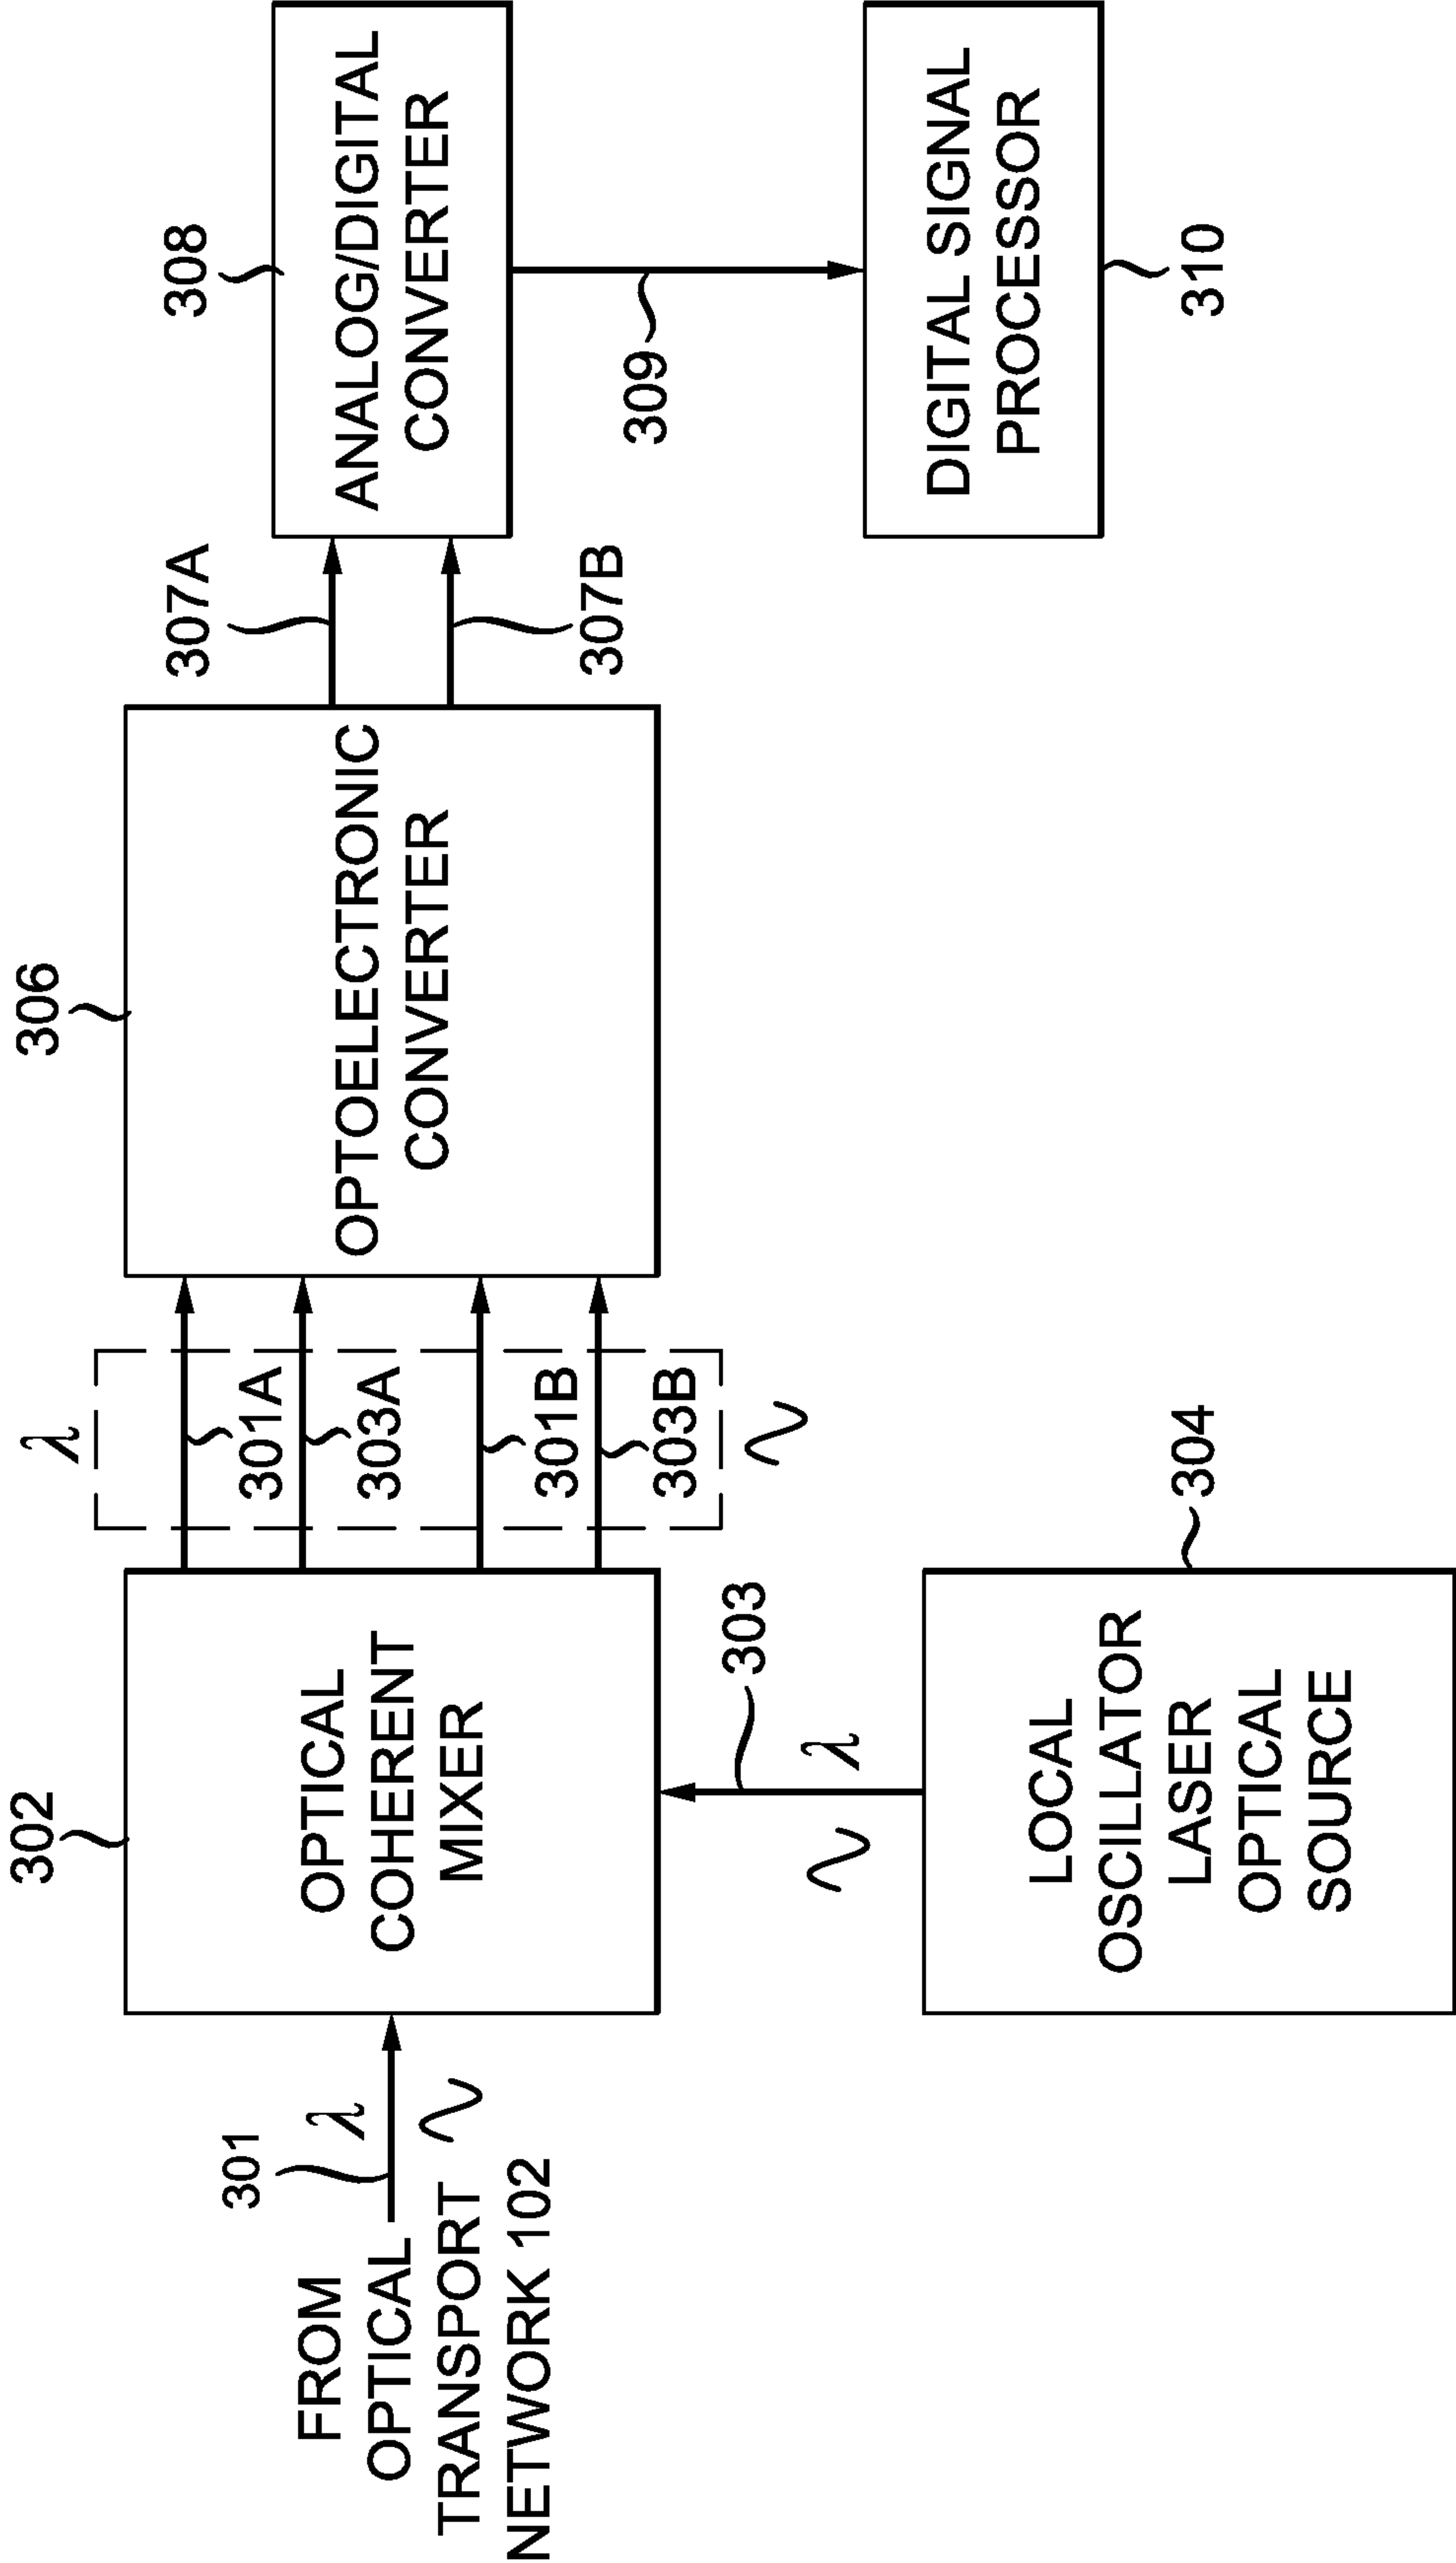 302
OPTICAL
COHERENT
MIXER
301
λ
FROM
OPTICAL
TRANSPORT
NETWORK 102
303
λ
304
LOCAL
OSCILLATOR
LASER
OPTICAL
SOURCE
λ
301A
303A
301B
303B
306
OPTOELECTRONIC
CONVERTER
307A
307B
308
ANALOG/DIGITAL
CONVERTER
309
DIGITAL SIGNAL
PROCESSOR
310